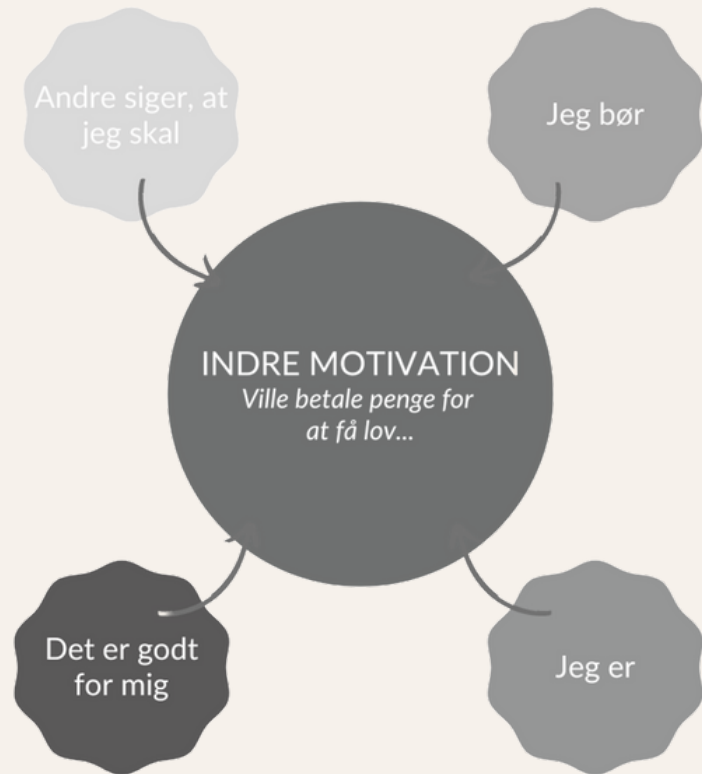 Andre siger, at
jeg skal
Jeg bør
INDRE MOTIVATION
Ville betale penge for
at få lov...
Det er godt
for mig
Jeg er